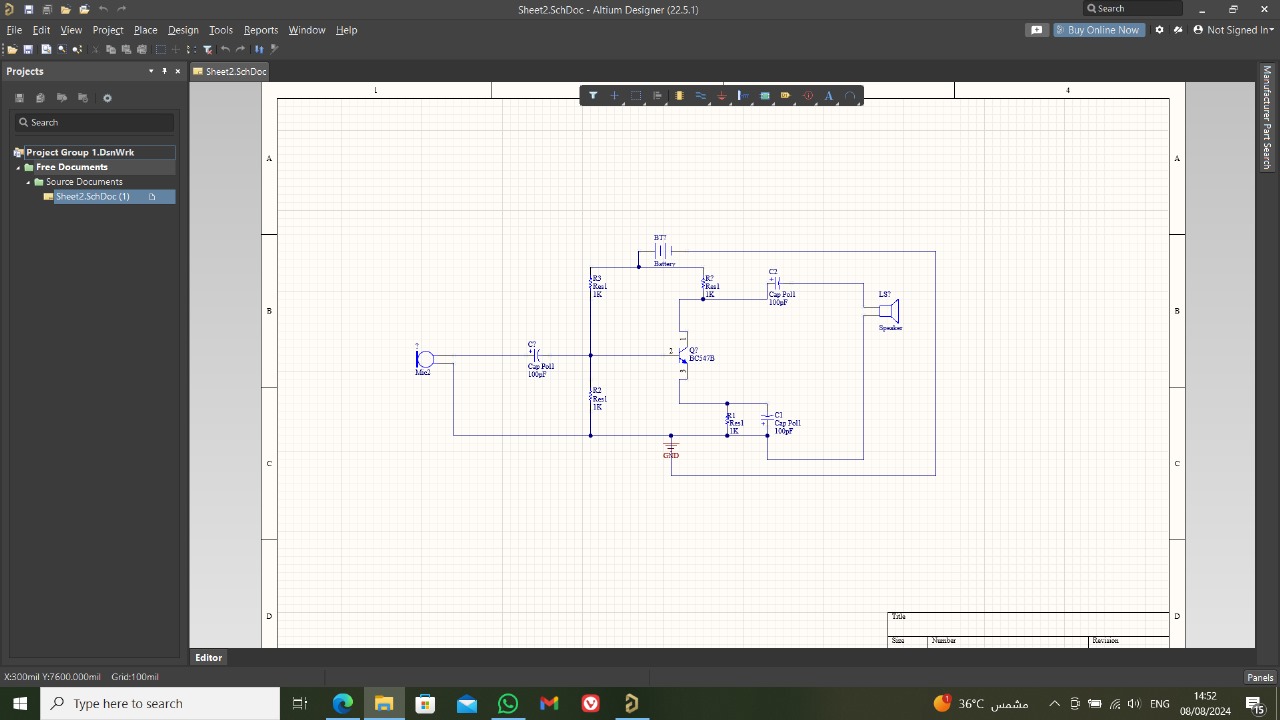 Sheet2.SchDoc - Altium Designer (22.5.1)
Search
File Edit View Project Place Design Tools Reports Window Help
Buy Online Now
Not Signed In
Projects
Sheet2.SchDoc
Search
Project Group 1.DsnWrk
Free Documents
Source Documents
Sheet2.SchDoc (1)
Manufacturer Part Search
1
4
A
A
B
B
C
C
D
D
BT?
Battery
R3
Res1
1K
R?
Res1
1K
C2
+
Cap Pol1
100pF
LS?
Speaker
?
Mic2
C?
+
Cap Pol1
100pF
1
2
3
Q?
BC547B
R2
Res1
1K
R1
Res1
1K
C1
+
Cap Pol1
100pF
GND
Title
Size Number Revision
Editor
X:300mil Y:7600.000mil Grid:100mil
Panels
Type here to search
1
36°C مشمس
ENG
14:52
08/08/2024
15